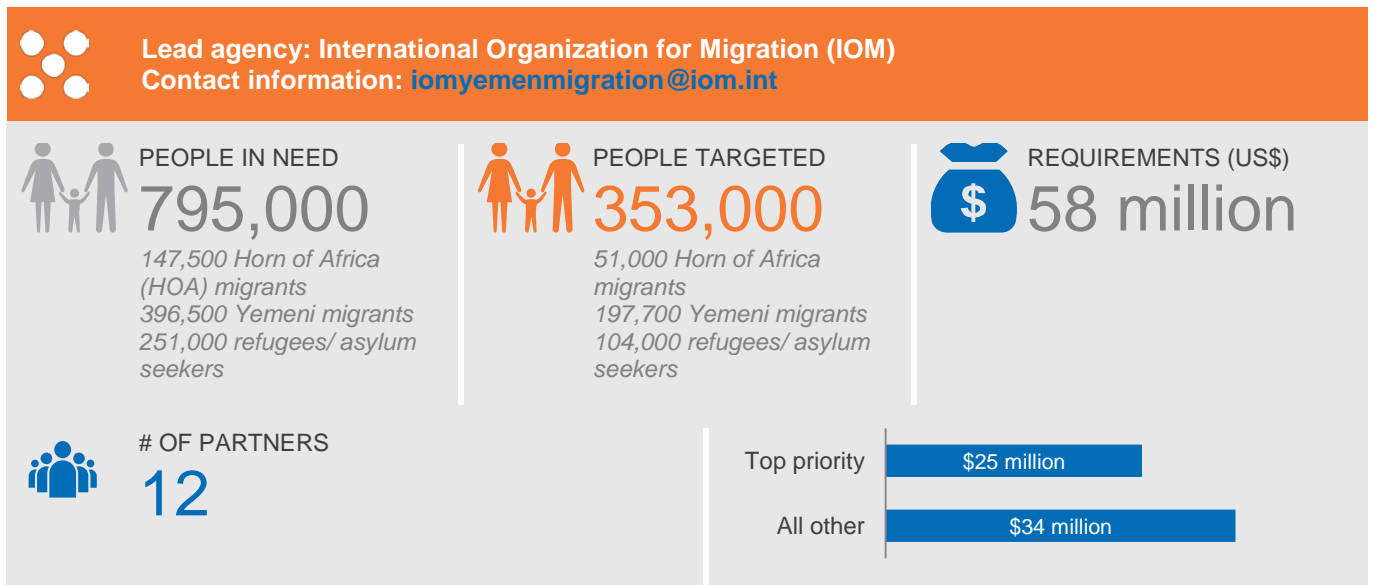 Lead agency: International Organization for Migration (IOM)
Contact information: iomyemenmigration@iom.int
PEOPLE IN NEED
795,000
147,500 Horn of Africa
(HOA) migrants
396,500 Yemeni migrants
251,000 refugees/ asylum
seekers
PEOPLE TARGETED
353,000
51,000 Horn of Africa
migrants
197,700 Yemeni migrants
104,000 refugees/ asylum
seekers
$
REQUIREMENTS (US$)
58 million
# OF PARTNERS
12
Top priority
$25 million
All other
$34 million